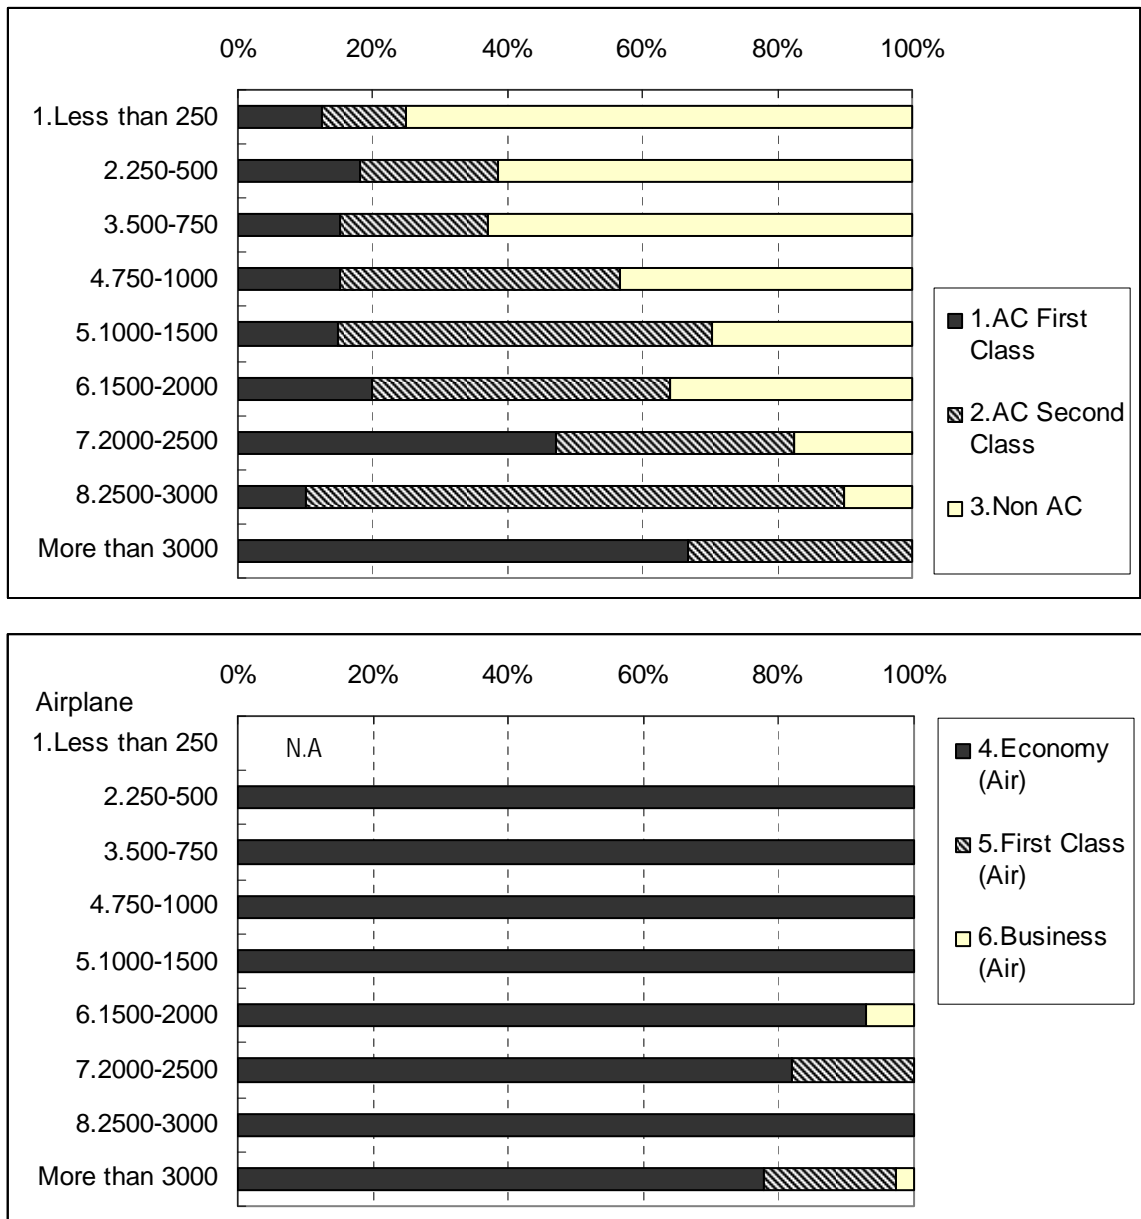 0% 20% 40% 60% 80% 100%
1.Less than 250
2.250-500
3.500-750
4.750-1000
5.1000-1500
6.1500-2000
7.2000-2500
8.2500-3000
More than 3000
1.AC First
Class
2.AC Second
Class
3.Non AC
0% 20% 40% 60% 80% 100%
Airplane
1.Less than 250
N.A
2.250-500
3.500-750
4.750-1000
5.1000-1500
6.1500-2000
7.2000-2500
8.2500-3000
More than 3000
4.Economy
(Air)
5.First Class
(Air)
6.Business
(Air)